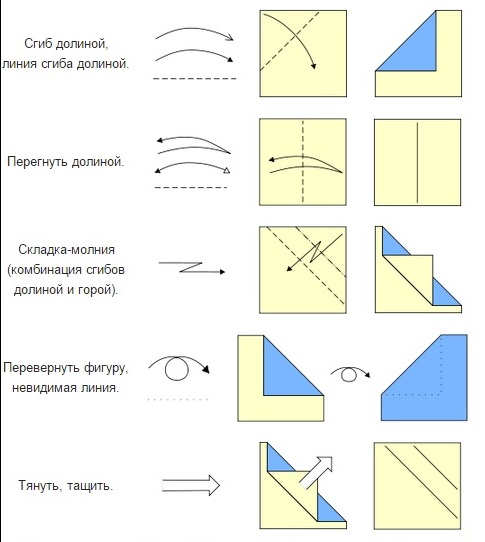 Сгиб долиной,
линия сгиба долиной.
Перегнуть долиной.
Складка-молния
(комбинация сгибов
долиной и горой).
Перевернуть фигуру,
невидимая линия.
Тянуть, тащить.